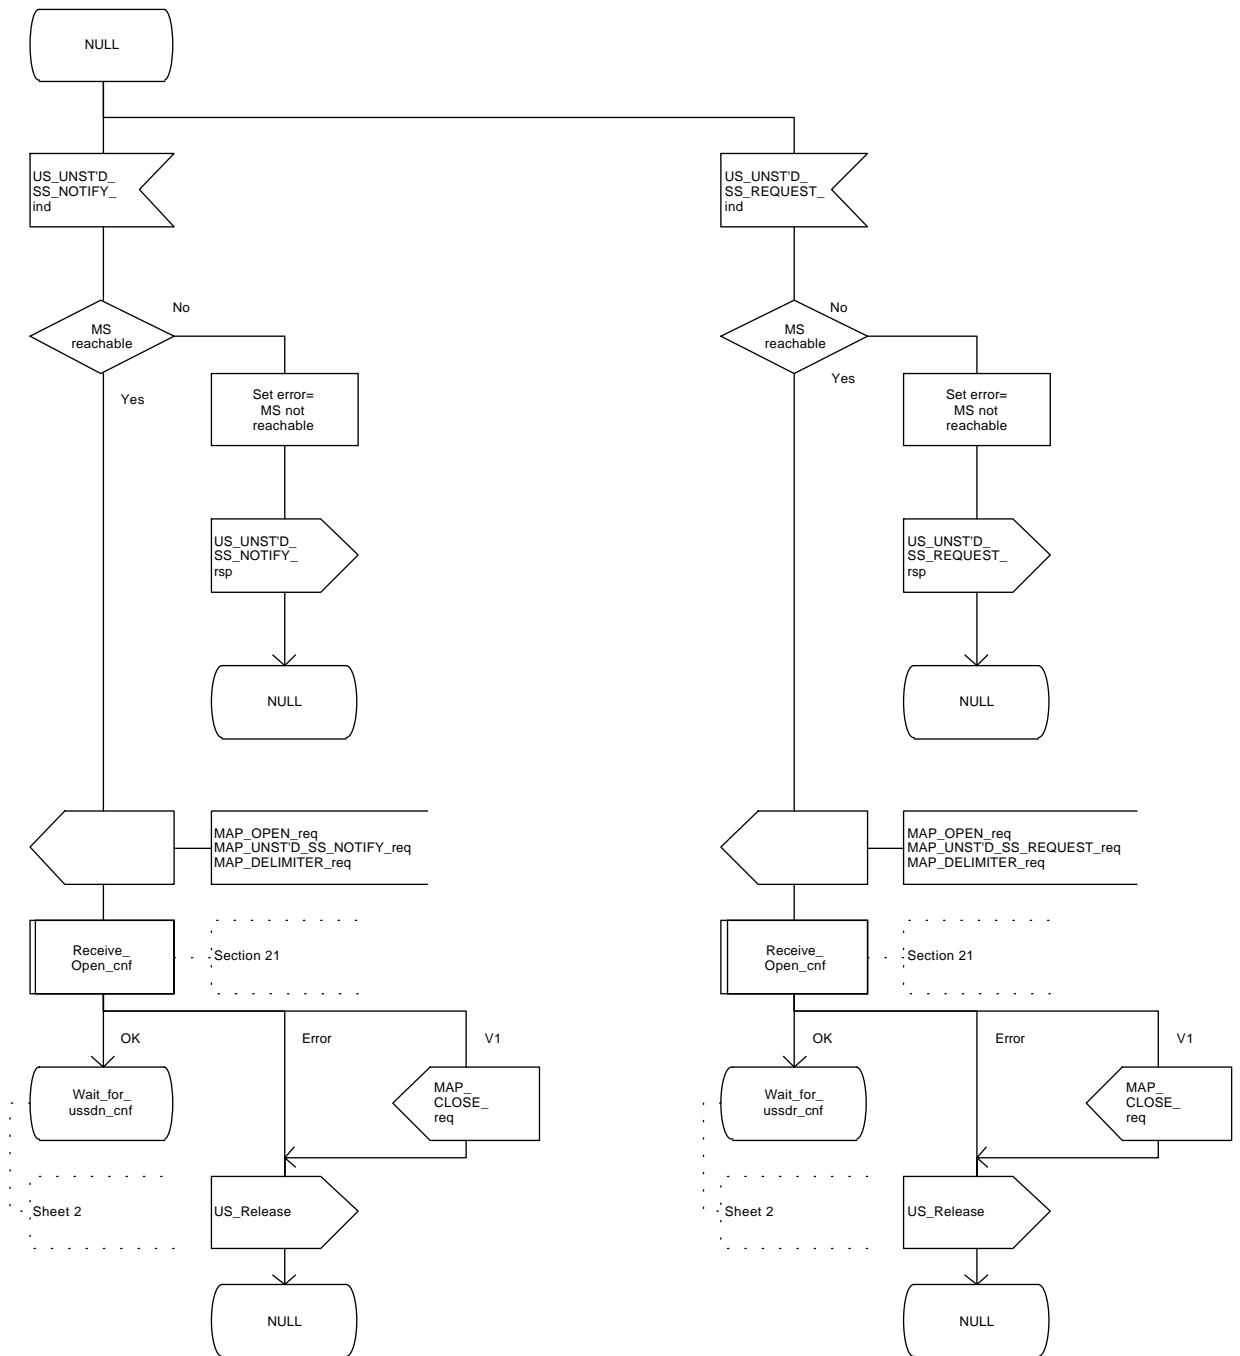 NULL
US_UNST'D_
SS_NOTIFY_
ind
US_UNST'D_
SS_REQUEST_
ind
No
MS
reachable
Yes
No
MS
reachable
Yes
Set error=
MS not
reachable
Set error=
MS not
reachable
US_UNST'D_
SS_NOTIFY_
rsp
US_UNST'D_
SS_REQUEST_
rsp
NULL
NULL
MAP_OPEN_req
MAP_UNST'D_SS_NOTIFY_req
MAP_DELIMITER_req
MAP_OPEN_req
MAP_UNST'D_SS_REQUEST_req
MAP_DELIMITER_req
Receive_
Open_cnf
Section 21
Receive_
Open_cnf
Section 21
OK
Error
V1
OK
Error
V1
Wait_for_
ussdn_cnf
MAP_
CLOSE_
req
Wait_for_
ussdr_cnf
MAP_
CLOSE_
req
Sheet 2
US_Release
Sheet 2
US_Release
NULL
NULL